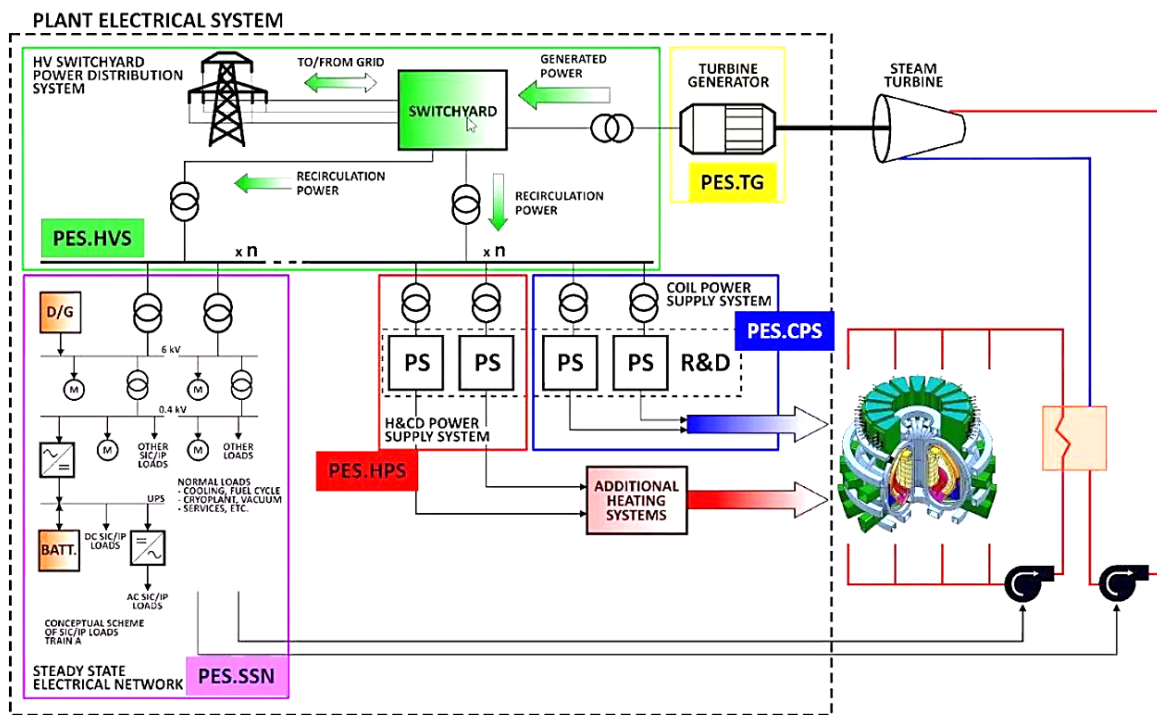 PLANT ELECTRICAL SYSTEM
HV SWITCHYARD
POWER DISTRIBUTION
SYSTEM
TO/FROM GRID
GENERATED
POWER
SWITCHYARD
TURBINE
GENERATOR
STEAM
TURBINE
PES.TG
RECIRCULATION
POWER
RECIRCULATION
POWER
PES.HVS
x n
x n
D/G
6 kV
M
M
0.4 kV
M
OTHER
SIC/IP
LOADS
M
OTHER
LOADS
NORMAL LOADS
- COOLING, FUEL CYCLE
- CRYOPLANT, VACUUM
- SERVICES, ETC.
UPS
BATT.
DC SIC/IP
LOADS
AC SIC/IP
LOADS
CONCEPTUAL SCHEME
OF SIC/IP LOADS
TRAIN A
STEADY STATE
ELECTRICAL NETWORK
PES.SSN
PS
PS
H&CD POWER
SUPPLY SYSTEM
PES.HPS
COIL POWER
SUPPLY SYSTEM
PES.CPS
PS
PS
R&D
ADDITIONAL
HEATING
SYSTEMS